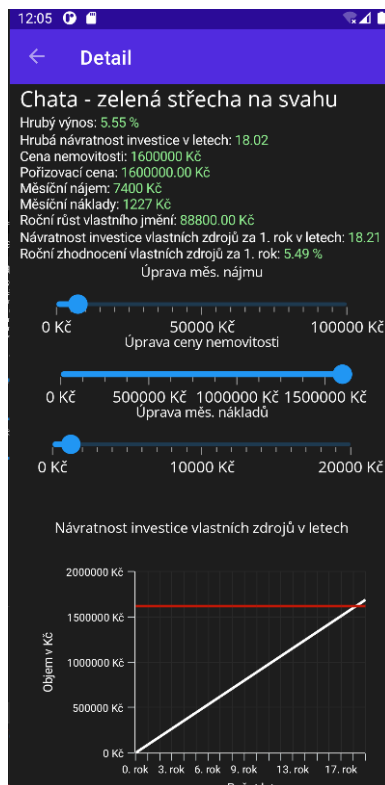 12:05
Detail
Chata - zelená střecha na svahu
Hrubý výnos: 5.55 %
Hrubá návratnost investice v letech: 18.02
Cena nemovitosti: 1600000 Kč
Pořizovací cena: 1600000.00 Kč
Měsíční nájem: 7400 Kč
Měsíční náklady: 1227 Kč
Roční růst vlastního jmění: 88800.00 Kč
Návratnost investice vlastních zdrojů za 1. rok v letech: 18.21
Roční zhodnocení vlastních zdrojů za 1. rok: 5.49 %
Úprava měs. nájmu
0 Kč 50000 Kč 100000 Kč
Úprava ceny nemovitosti
0 Kč 500000 Kč 1000000 Kč 1500000 Kč
Úprava měs. nákladů
0 Kč 10000 Kč 20000 Kč
Návratnost investice vlastních zdrojů v letech
2000000 Kč
1500000 Kč
1000000 Kč
500000 Kč
0 Kč
Objem v Kč
0. rok 3. rok 6. rok 9. rok 13. rok 17. rok